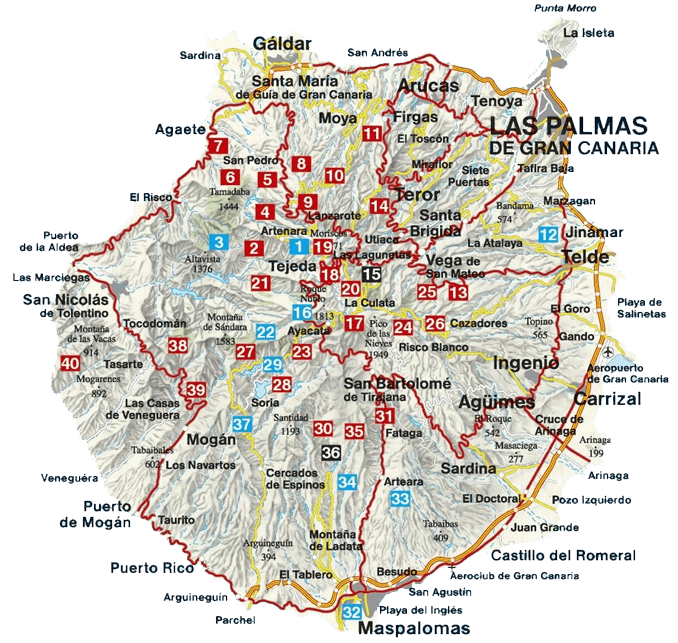 Punta Morro
La Isleta
Gáldar
San Andrés
Sardina
Santa María
de Guía de Gran Canaria
Arucas
Tenoya
Moya
Firgas
LAS PALMAS
DE GRAN CANARIA
Agaete
11
El Toscón
7
San Pedro
8
Miraflor
Siete
Puertas
Tafira Baja
6
5
10
Tamadaba
1444
El Risco
Teror
9
14
Marzagan
4
Lanzarote
Santa
Brigida
Bandama
574
Puerto
de la Aldea
Artenara
Moriscos
71
Utiaca
12
Jinámar
3
2
1
19
La Atalaya
Las Lagunetas
Altavista
1376
Tejeda
Vega de
San Mateo
Telde
Las Marciegas
18
15
21
Roque
Nublo
1813
20
25
13
San Nicolás
de Tolentino
La Culata
Playa de
Salinetas
16
El Goro
Tocodomán
Montaña
de Sándara
1583
22
Ayacata
17
Pico
de las
Nieves
1949
24
26
Cazadores
Topino
565
Gando
Montaña
de las Vacas
914
38
27
23
Risco Blanco
40
Tasarte
29
Ingenio
Aeropuerto
de Gran Canaria
Mogarenes
892
39
28
San Bartolomé
de Tirajana
Las Casas
de Veneguera
Soria
Agüimes
Carrizal
37
Santidad
1193
31
El Roque
542
Cruce de
Arinaga
30
35
Fataga
Mogán
Masaciega
277
Arinaga
199
Tabaibales
602
36
Los Navartos
Sardina
Veneguéra
Cercados
de Espinos
34
Arteara
Arinaga
33
El Doctoral
Pozo Izquierdo
Puerto
de Mogán
Taurito
Montaña
de Ladata
Tabaibas
409
Juan Grande
Arguineguín
394
Castillo del Romeral
Puerto Rico
El Tablero
Besudo
Aeroclub de Gran Canaria
San Agustín
Arguineguín
32
Playa del Inglés
Parchel
Maspalomas